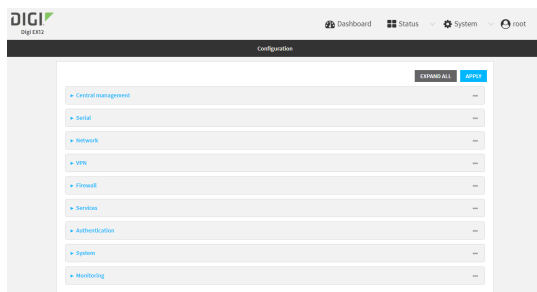 DIGI
Digi EX12
Dashboard Status System root
Configuration
EXPAND ALL APPLY
Central management
Serial
Network
VPN
Firewall
Services
Authentication
System
Monitoring